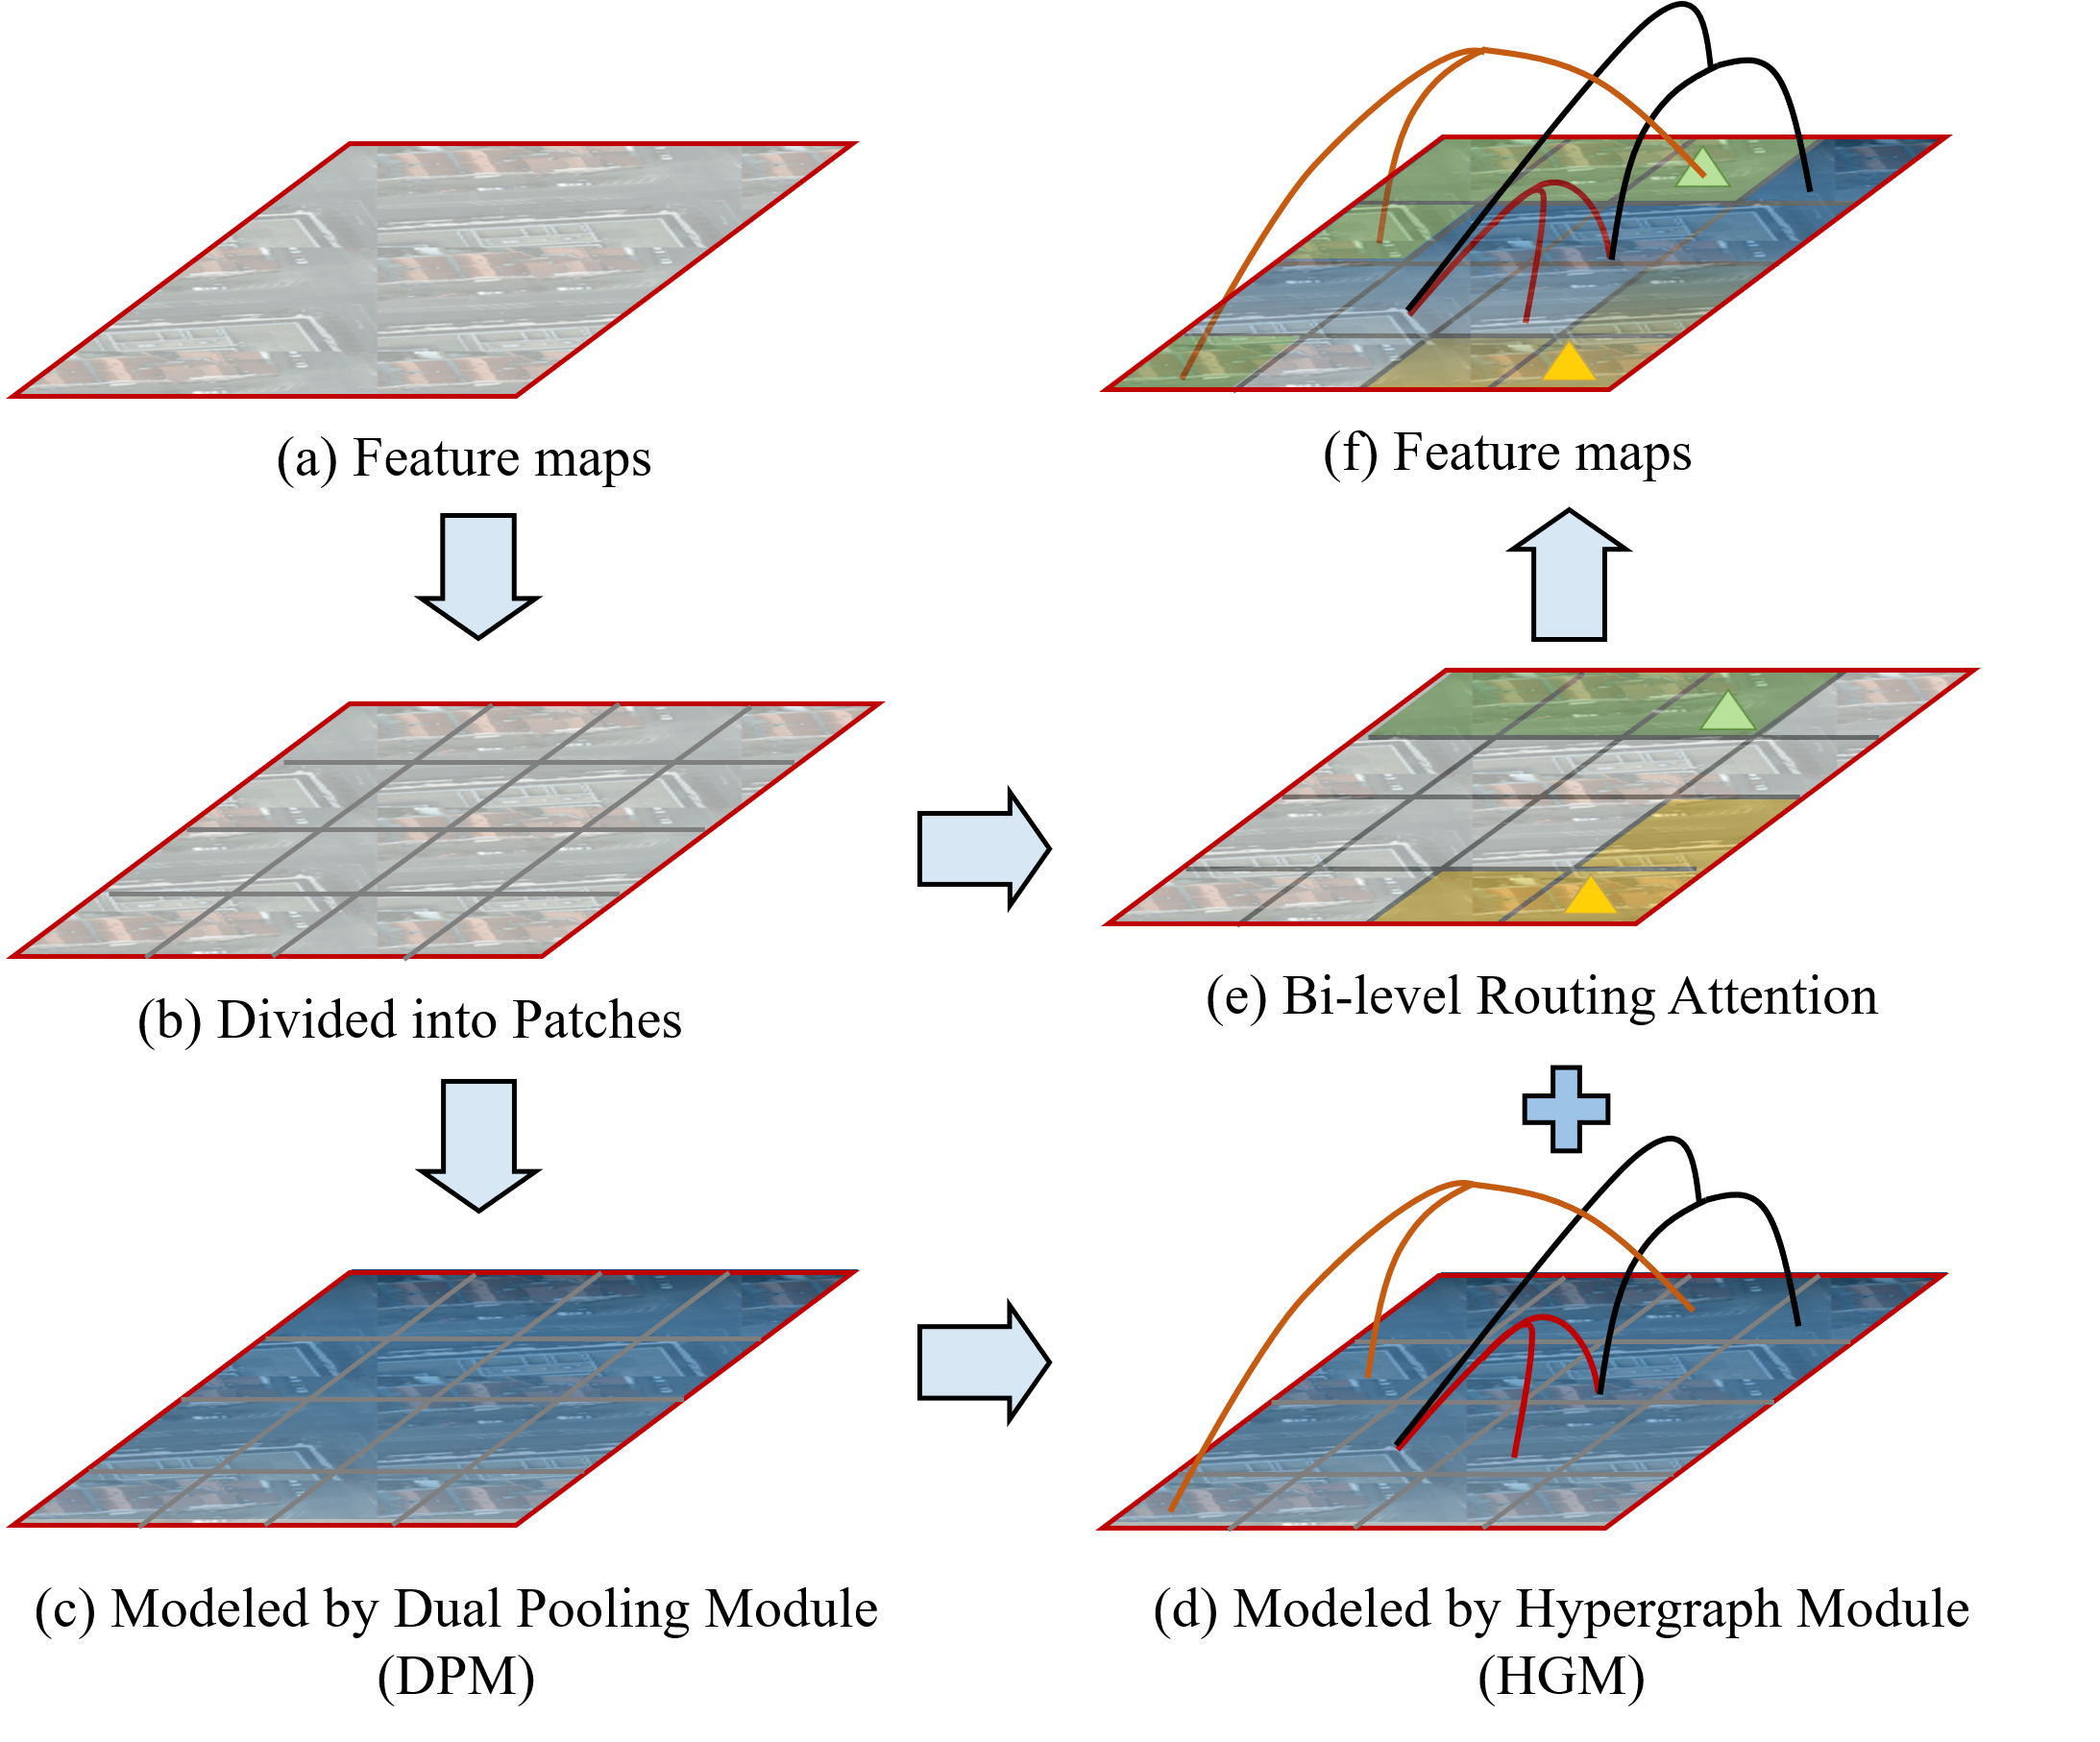 (a) Feature maps
(f) Feature maps
(b) Divided into Patches
(e) Bi-level Routing Attention
(c) Modeled by Dual Pooling Module
(DPM)
(d) Modeled by Hypergraph Module
(HGM)